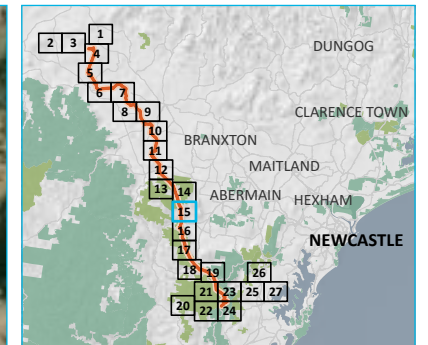 1
2 3
4
DUNGOG
5
6 7
8 9
CLARENCE TOWN
10
BRANXTON
11
MAITLAND
12
13 14
ABERMAIN HEXHAM
15
16
NEWCASTLE
17
18 19 26
21 23 25 27
20
22 24